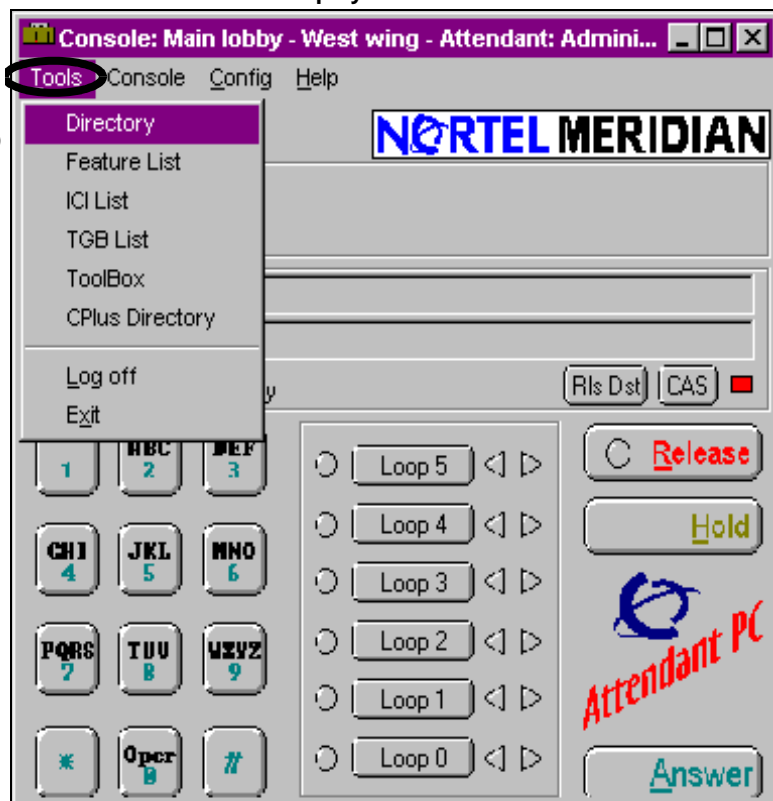 Console: Main lobby - West wing - Attendant: Admini...
Tools Console Config Help
Directory
Feature List
ICI List
TGB List
ToolBox
CPlus Directory
Log off
Exit
NORTEL MERIDIAN
y
Rls Dst CAS
1
ABC
2
DEF
3
GHI
4
JKL
5
MNO
6
PQRS
7
TUV
8
WXYZ
9
*
Oper
0
#
Loop 5
Loop 4
Loop 3
Loop 2
Loop 1
Loop 0
Release
Hold
Attendant PC
Answer